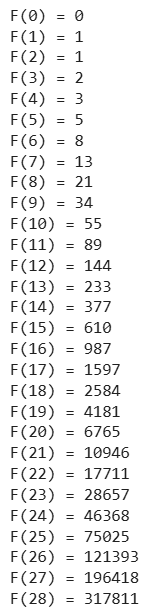 F(0) = 0
F(1) = 1
F(2) = 1
F(3) = 2
F(4) = 3
F(5) = 5
F(6) = 8
F(7) = 13
F(8) = 21
F(9) = 34
F(10) = 55
F(11) = 89
F(12) = 144
F(13) = 233
F(14) = 377
F(15) = 610
F(16) = 987
F(17) = 1597
F(18) = 2584
F(19) = 4181
F(20) = 6765
F(21) = 10946
F(22) = 17711
F(23) = 28657
F(24) = 46368
F(25) = 75025
F(26) = 121393
F(27) = 196418
F(28) = 317811